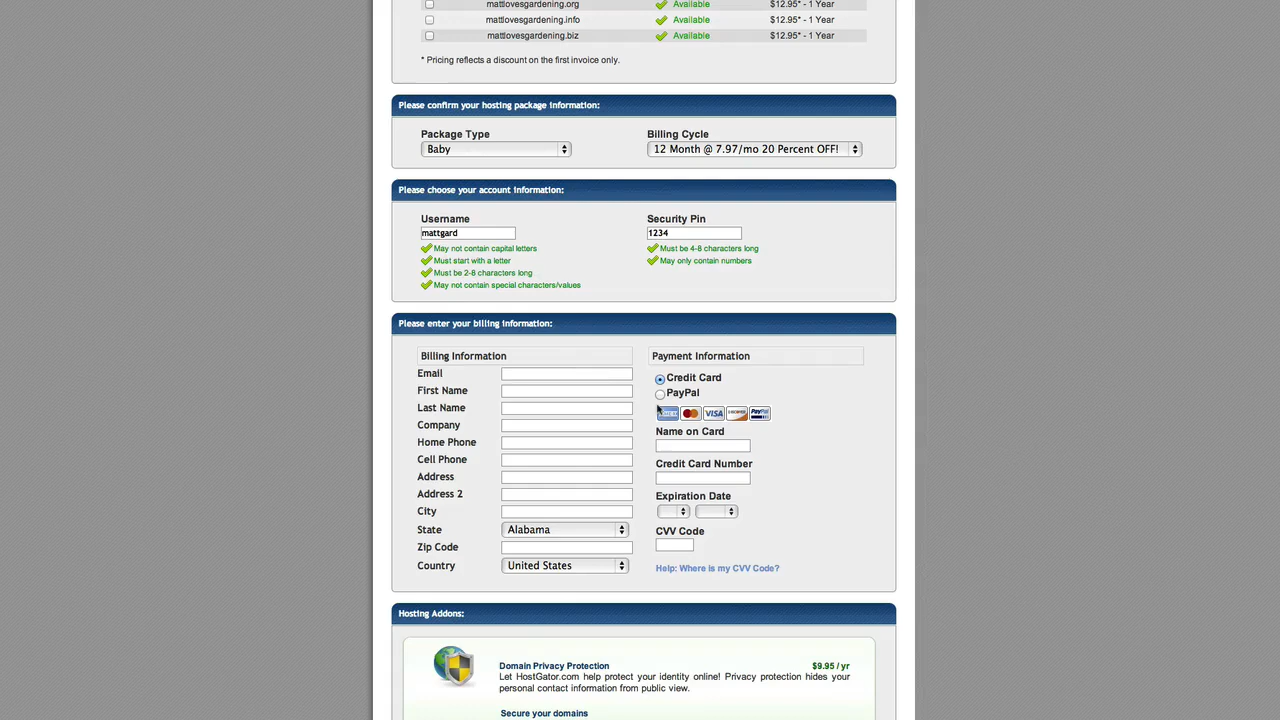 mattlovesgardening.org Available $12.95* - 1 Year
mattlovesgardening.info Available $12.95* - 1 Year
mattlovesgardening.biz Available $12.95* - 1 Year
* Pricing reflects a discount on the first invoice only.
Please confirm your hosting package information:
Package Type Billing Cycle
Baby 12 Month @ 7.97/mo 20 Percent OFF!
Please choose your account information:
Username Security Pin
mattgard 1234
May not contain capital letters Must be 4-8 characters long
Must start with a letter May only contain numbers
Must be 2-8 characters long
May not contain special characters/values
Please enter your billing information:
Billing Information
Email
First Name
Last Name
Company
Home Phone
Cell Phone
Address
Address 2
City
State Alabama
Zip Code
Country United States
Payment Information
Credit Card
PayPal
VISA PayPal
Name on Card
Credit Card Number
Expiration Date
CVV Code
Help: Where is my CVV Code?
Hosting Addons:
Domain Privacy Protection $9.95 / yr
Let HostGator.com help protect your identity online! Privacy protection hides your
personal contact information from public view.
Secure your domains